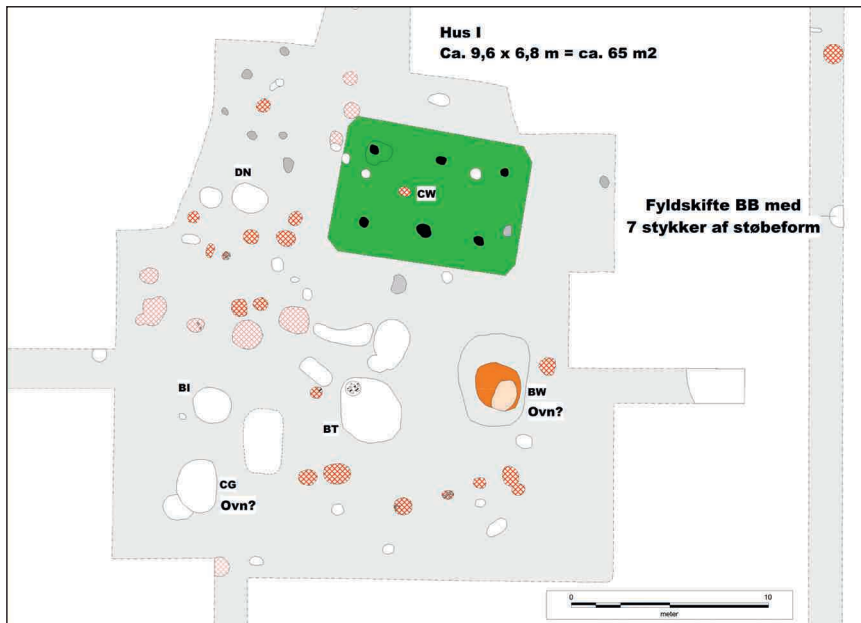 Hus I
Ca. 9,6 x 6,8 m = ca. 65 m2
DN
CW
Fyldskifte BB med
7 stykker af støbeform
BI
BT
BW
Ovn?
CG
Ovn?
0
10
meter